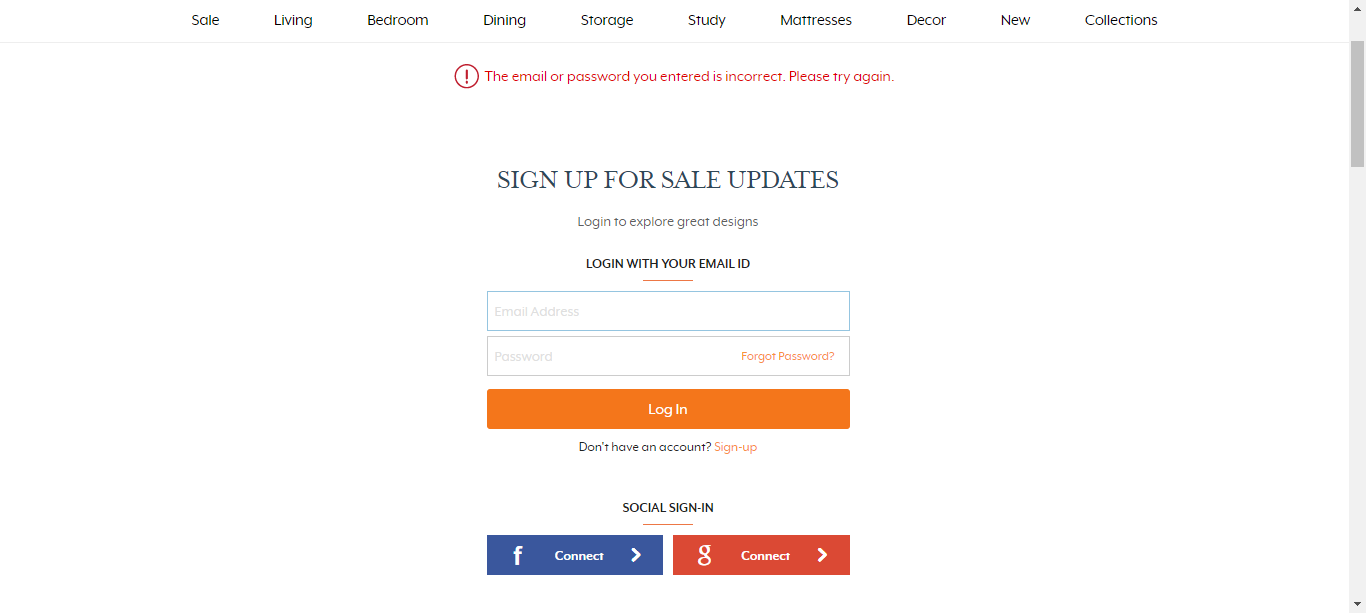 Sale Living Bedroom Dining Storage Study Mattresses Decor New Collections
! The email or password you entered is incorrect. Please try again.
SIGN UP FOR SALE UPDATES
Login to explore great designs
LOGIN WITH YOUR EMAIL ID
Email Address
Password Forgot Password?
Log In
Don't have an account? Sign-up
SOCIAL SIGN-IN
f Connect g Connect